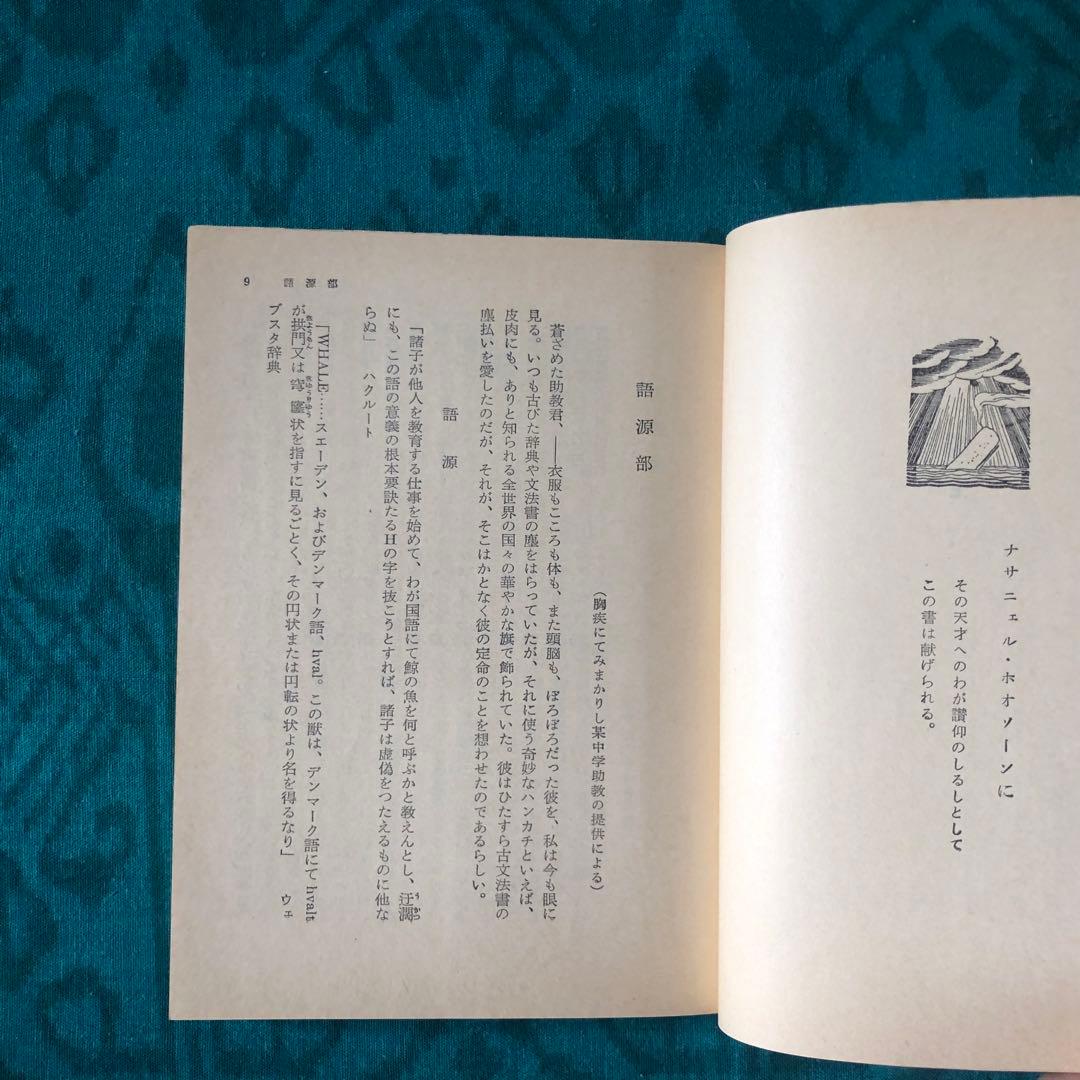 ナサニェル・ホオソーンに
その天才へのわが讃仰のしるしとして
この書は献げられる。
語源部
(胸疾にてみまかりし某中学助教の提供による)
蒼ざめた助教君、――衣服もこころも体も、また頭脳も、ぼろぼろだった彼を、私は今も眼に
見る。いつも古びた辞典や文法書の塵をはらっていたが、それに使う奇妙なハンカチといえば、
皮肉にも、ありと知られる全世界の国々の華やかな旗で飾られていた。彼はひたすら古文法書の
塵払いを愛したのだが、それが、そこはかとなく彼の定命のことを想わせたのであるらしい。
語源
「諸子が他人を教育する仕事を始めて、わが国語にて鯨の魚を何と呼ぶかと教えんとし、迂濶
にも、この語の意義の根本要訣たるHの字を抜こうとすれば、諸子は虚偽をつたえるものに他な
らぬ」 ハクルート
「WHALE……スエーデン、およびデンマーク語、hval。この獣は、デンマーク語にて hvalt
が拱門又は穹窿状を指すに見るごとく、その円状または円転の状より名を得るなり」 ウェ
ブスタ辞典
9 語源部